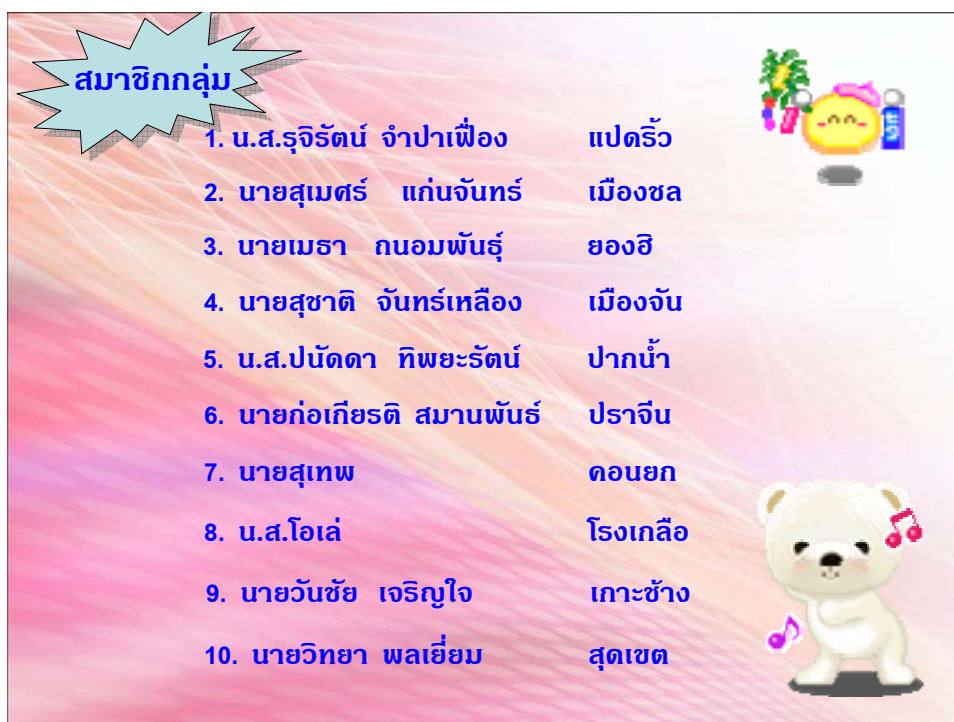 สมาชิกกลุ่ม
1. น.ส.รุจิรัตน์ จำปาเฟื่อง แปดริ้ว
2. นายสุเมศร์ แก่นจันทร์ เมืองชล
3. นายเมธา ถนอมพันธุ์ ยองฮิ
4. นายสุชาติ จันทร์เหลือง เมืองจัน
5. น.ส.ปนัดดา ทิพยะรัตน์ ปากน้ำ
6. นายก่อเกียรติ สมานพันธ์ ปราจีน
7. นายสุเทพ คอนยก
8. น.ส.โอเล่ โรงเกลือ
9. นายวันชัย เจริญใจ เกาะช้าง
10. นายวิทยา พลเยี่ยม สุดเขต